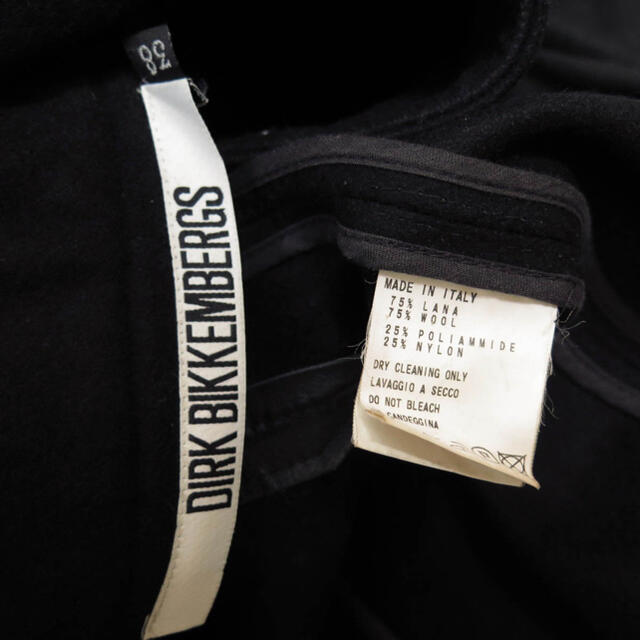 38
DIRK BIKKEMBERGS
MADE IN ITALY
75% LANA
75% WOOL
25% POLIAMMIDE
25% NYLON
DRY CLEANING ONLY
LAVAGGIO A SECCO
DO NOT BLEACH
CANDEGGINA